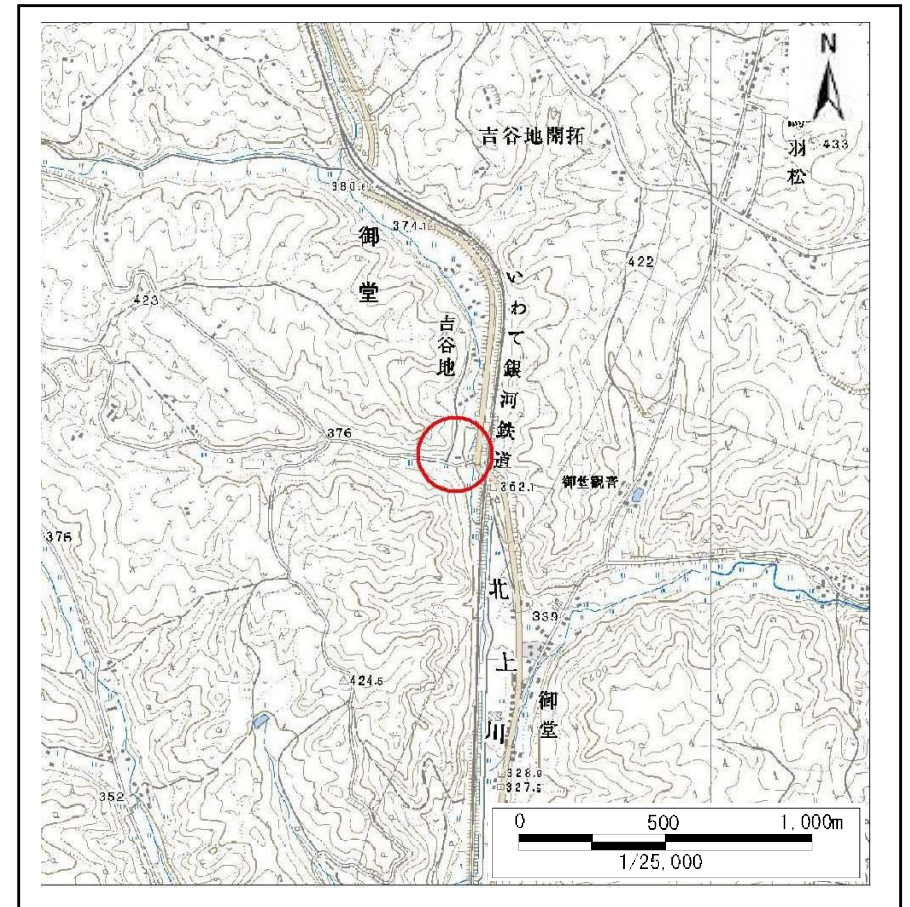 N
吉谷地開拓
羽松
433
380.6
374.1
御堂
422
423
いわて銀河鉄道
吉谷地
376
362.1
御堂観音
376
北上川
339
424.5
御堂
328.9
327.5
352
0 500 1,000m
1/25,000